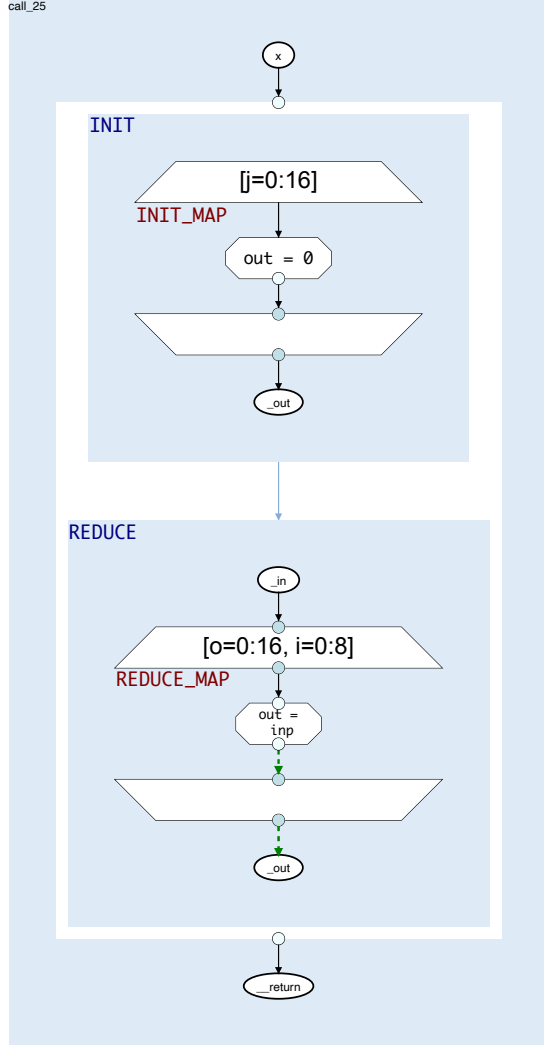 call_25
x
INIT
[j=0:16]
INIT_MAP
out = 0
_out
REDUCE
_in
[o=0:16, i=0:8]
REDUCE_MAP
out =
inp
_out
__return